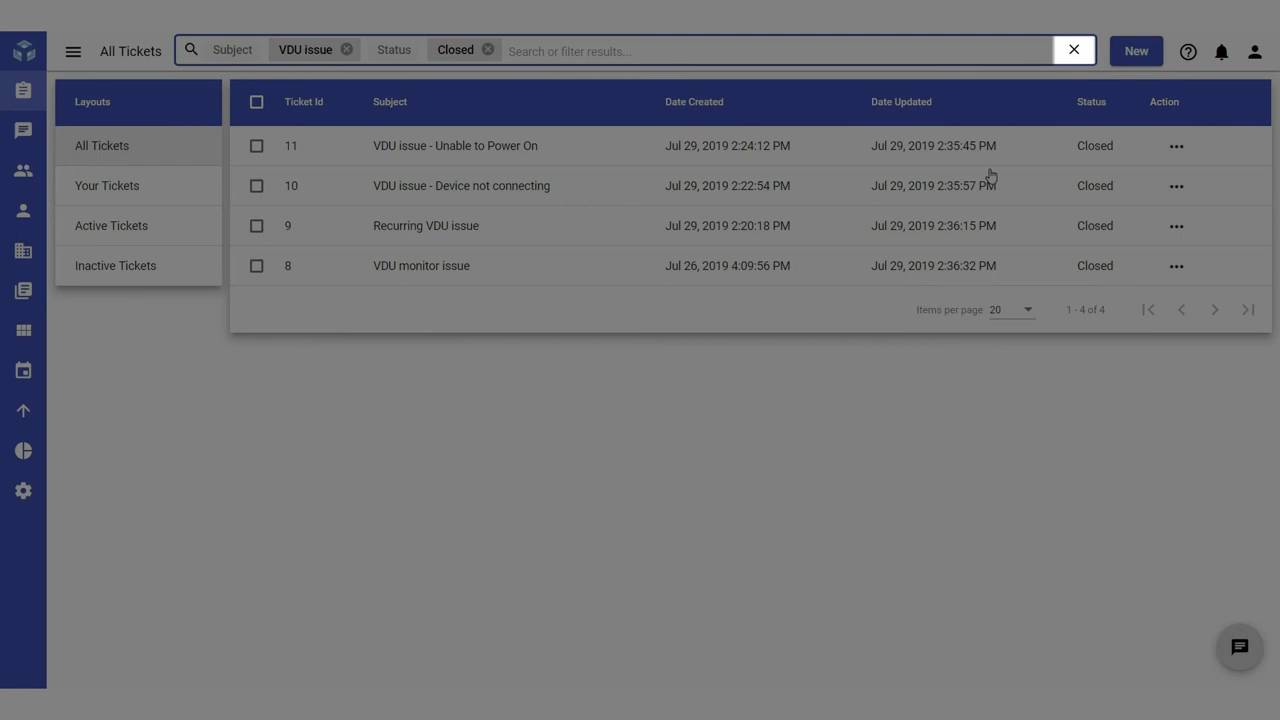 All Tickets Subject VDU issue Status Closed Search or filter results... New
Layouts
All Tickets
Your Tickets
Active Tickets
Inactive Tickets
Ticket Id Subject Date Created Date Updated Status Action
11 VDU issue - Unable to Power On Jul 29, 2019 2:24:12 PM Jul 29, 2019 2:35:45 PM Closed
10 VDU issue - Device not connecting Jul 29, 2019 2:22:54 PM Jul 29, 2019 2:35:57 PM Closed
9 Recurring VDU issue Jul 29, 2019 2:20:18 PM Jul 29, 2019 2:36:15 PM Closed
8 VDU monitor issue Jul 26, 2019 4:09:56 PM Jul 29, 2019 2:36:32 PM Closed
Items per page 20 1 - 4 of 4